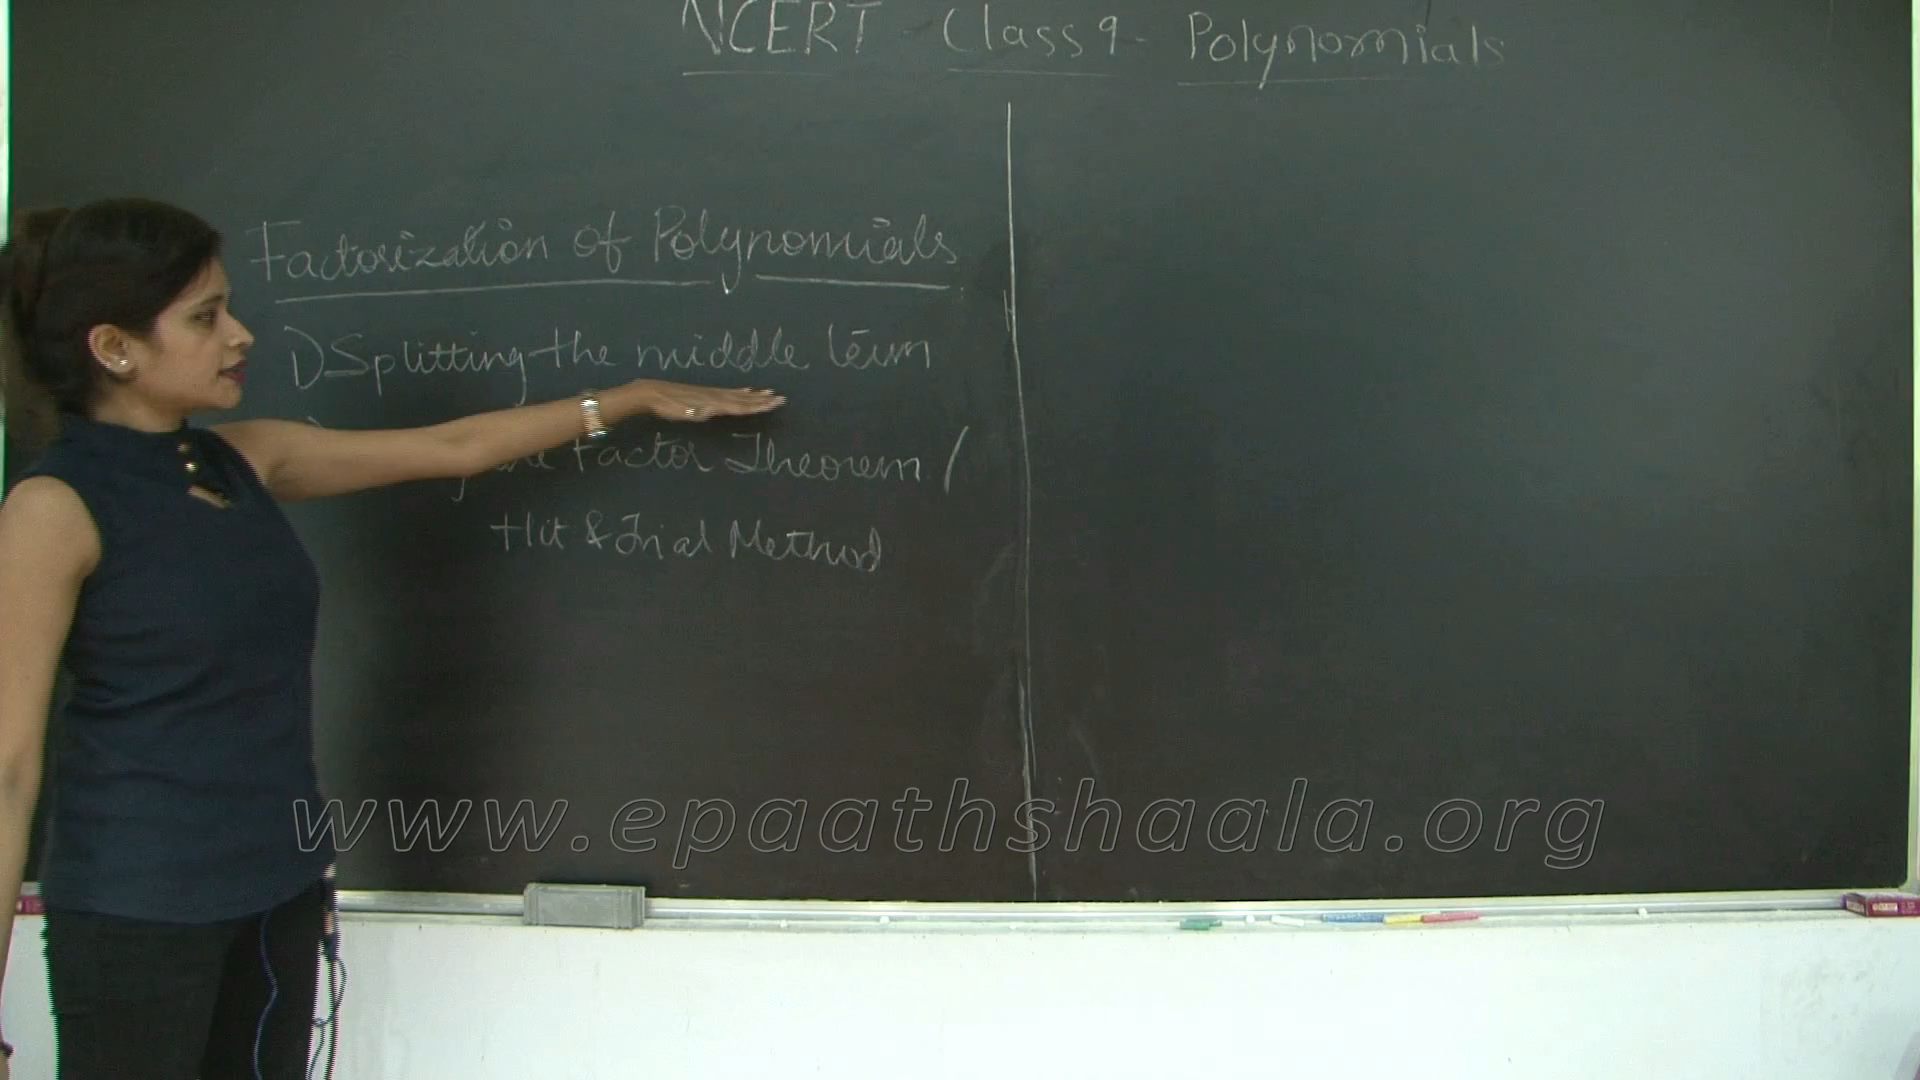 NCERT - Class 9 - Polynomials
Factorization of Polynomials
1) Splitting the middle term
Factor Theorem /
Hit & Trial Method
www.epaathshaala.org